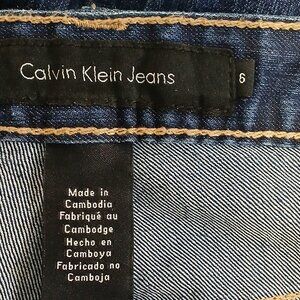 Calvin Klein Jeans 6
Made in
Cambodia
Fabriqué au
Cambodge
Hecho en
Camboya
Fabricado no
Camboja